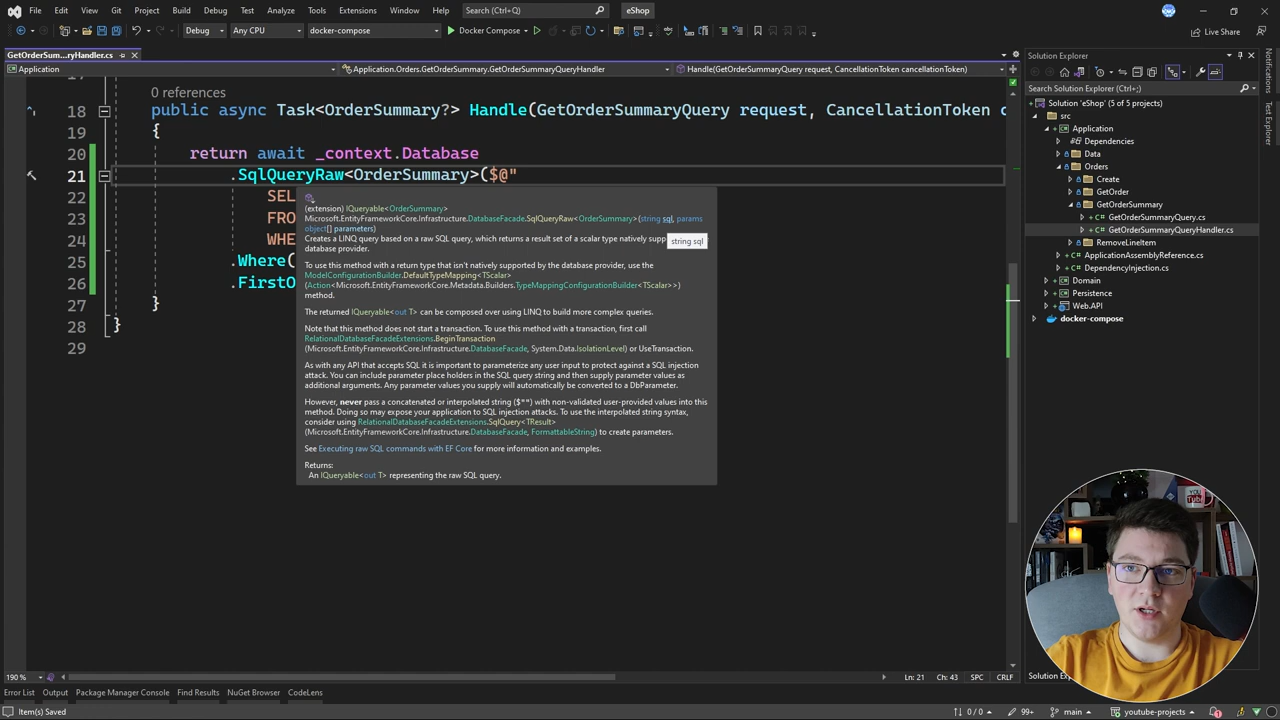 File Edit View Git Project Build Debug Test Analyze Tools Extensions Window Help Search (Ctrl+Q) eShop
Debug Any CPU docker-compose Docker Compose Live Share
GetOrderSum...ryHandler.cs
Application Application.Orders.GetOrderSummary.GetOrderSummaryQueryHandler Handle(GetOrderSummaryQuery request, CancellationToken cancellationToken)
0 references
18 public async Task<OrderSummary?> Handle(GetOrderSummaryQuery request, CancellationToken c
19 {
20 return await _context.Database
21 .SqlQueryRaw<OrderSummary>($@"
22 SEL
23 FRO
24 WHE
25 .Where(
26 .FirstO
27 }
28 }
29
(extension) IQueryable<OrderSummary>
Microsoft.EntityFrameworkCore.Infrastructure.DatabaseFacade.SqlQueryRaw<OrderSummary>(string sql, params
object[] parameters)
Creates a LINQ query based on a raw SQL query, which returns a result set of a scalar type natively supp
database provider.
string sql
To use this method with a return type that isn't natively supported by the database provider, use the
ModelConfigurationBuilder.DefaultTypeMapping<TScalar>
(Action<Microsoft.EntityFrameworkCore.Metadata.Builders.TypeMappingConfigurationBuilder<TScalar>>)
method.
The returned IQueryable<out T> can be composed over using LINQ to build more complex queries.
Note that this method does not start a transaction. To use this method with a transaction, first call
RelationalDatabaseFacadeExtensions.BeginTransaction
(Microsoft.EntityFrameworkCore.Infrastructure.DatabaseFacade, System.Data.IsolationLevel) or UseTransaction.
As with any API that accepts SQL it is important to parameterize any user input to protect against a SQL injection
attack. You can include parameter place holders in the SQL query string and then supply parameter values as
additional arguments. Any parameter values you supply will automatically be converted to a DbParameter.
However, never pass a concatenated or interpolated string ($"") with non-validated user-provided values into this
method. Doing so may expose your application to SQL injection attacks. To use the interpolated string syntax,
consider using RelationalDatabaseFacadeExtensions.SqlQuery<TResult>
(Microsoft.EntityFrameworkCore.Infrastructure.DatabaseFacade, FormattableString) to create parameters.
See Executing raw SQL commands with EF Core for more information and examples.
Returns:
An IQueryable<out T> representing the raw SQL query.
Solution Explorer
Search Solution Explorer (Ctrl+;)
Solution 'eShop' (5 of 5 projects)
src
Application
Dependencies
Data
Orders
Create
GetOrder
GetOrderSummary
GetOrderSummaryQuery.cs
GetOrderSummaryQueryHandler.cs
RemoveLineItem
ApplicationAssemblyReference.cs
DependencyInjection.cs
Domain
Persistence
Web.API
docker-compose
Notifications
Test Explorer
You
Tube
190 % Ln: 21 Ch: 43 SPC CRLF
Solution Exp
Error List Output Package Manager Console Find Results NuGet Browser CodeLens
Item(s) Saved 0 / 0 99+ main youtube-projects